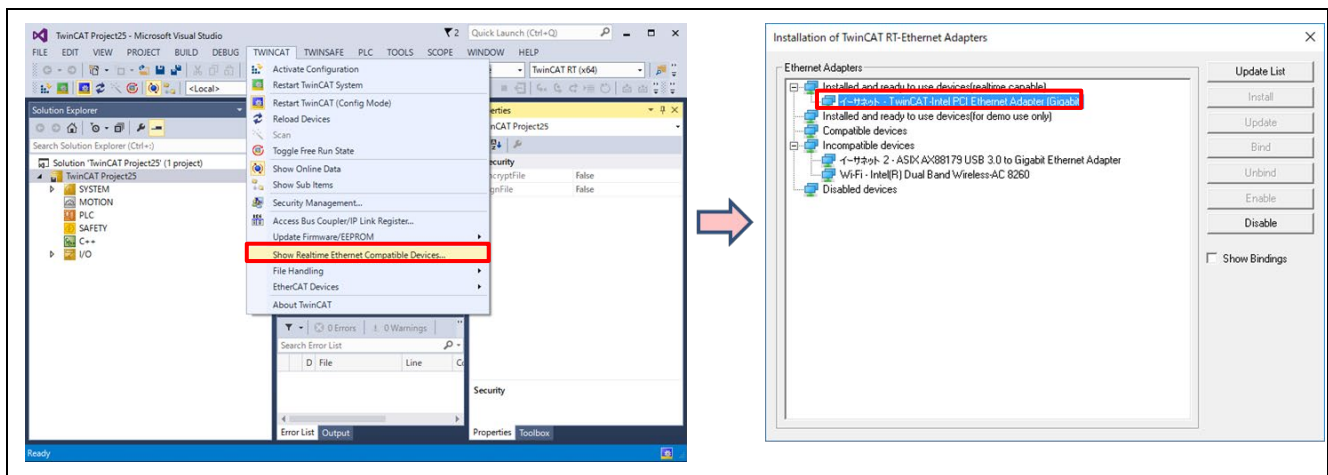 TwinCAT Project25 - Microsoft Visual Studio
2
Quick Launch (Ctrl+Q)
FILE EDIT VIEW PROJECT BUILD DEBUG TWINCAT TWINSAFE PLC TOOLS SCOPE WINDOW HELP
TwinCAT RT (x64)
<Local>
Activate Configuration
Restart TwinCAT System
Restart TwinCAT (Config Mode)
Reload Devices
Scan
Toggle Free Run State
Show Online Data
Show Sub Items
Security Management...
Access Bus Coupler/IP Link Register...
Update Firmware/EEPROM
Show Realtime Ethernet Compatible Devices...
File Handling
EtherCAT Devices
About TwinCAT
Solution Explorer
Search Solution Explorer (Ctrl+:)
Solution 'TwinCAT Project25' (1 project)
TwinCAT Project25
SYSTEM
MOTION
PLC
SAFETY
C++
I/O
erties
nCAT Project25
ecurity
cryptFile False
gnFile False
0 Errors 0 Warnings
Search Error List
D File Line
Error List Output
Security
Properties Toolbox
Ready
Installation of TwinCAT RT-Ethernet Adapters
Ethernet Adapters
Installed and ready to use devices(realtime capable)
イーサネット - TwinCAT-Intel PCI Ethernet Adapter (Gigabit
Installed and ready to use devices(for demo use only)
Compatible devices
Incompatible devices
イーサネット 2 - ASIX AX88179 USB 3.0 to Gigabit Ethernet Adapter
Wi-Fi - Intel(R) Dual Band Wireless-AC 8260
Disabled devices
Update List
Install
Update
Bind
Unbind
Enable
Disable
Show Bindings